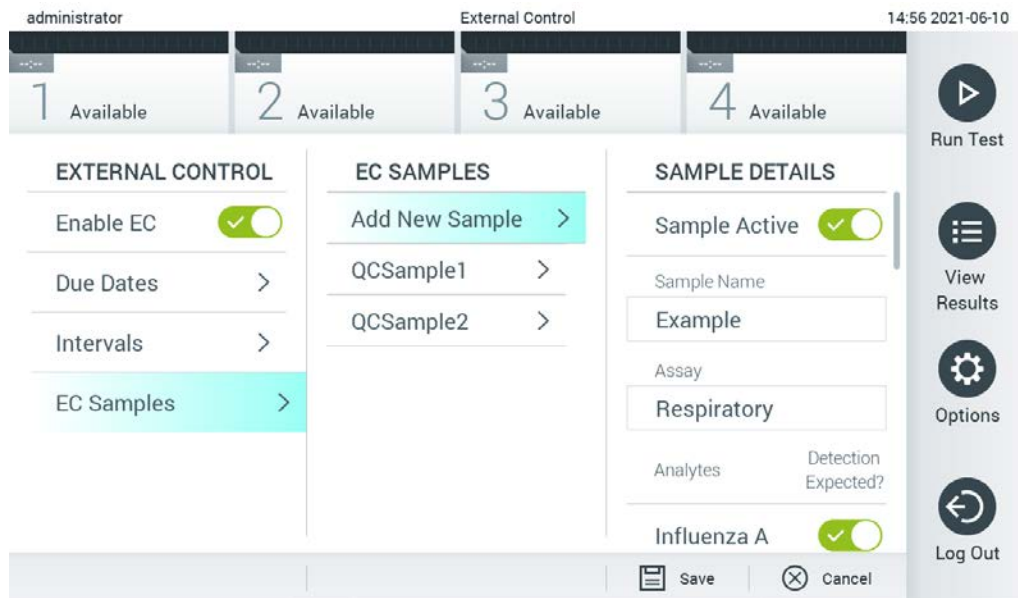 administrator External Control 14:56 2021-06-10
--:-- --:-- --:-- --:--
1 Available 2 Available 3 Available 4 Available
Run Test
EXTERNAL CONTROL
Enable EC
Due Dates
Intervals
EC Samples
EC SAMPLES
Add New Sample
QCSample1
QCSample2
SAMPLE DETAILS
Sample Active
Sample Name
Example
Assay
Respiratory
Analytes
Detection
Expected?
Influenza A
View
Results
Options
Log Out
Save Cancel